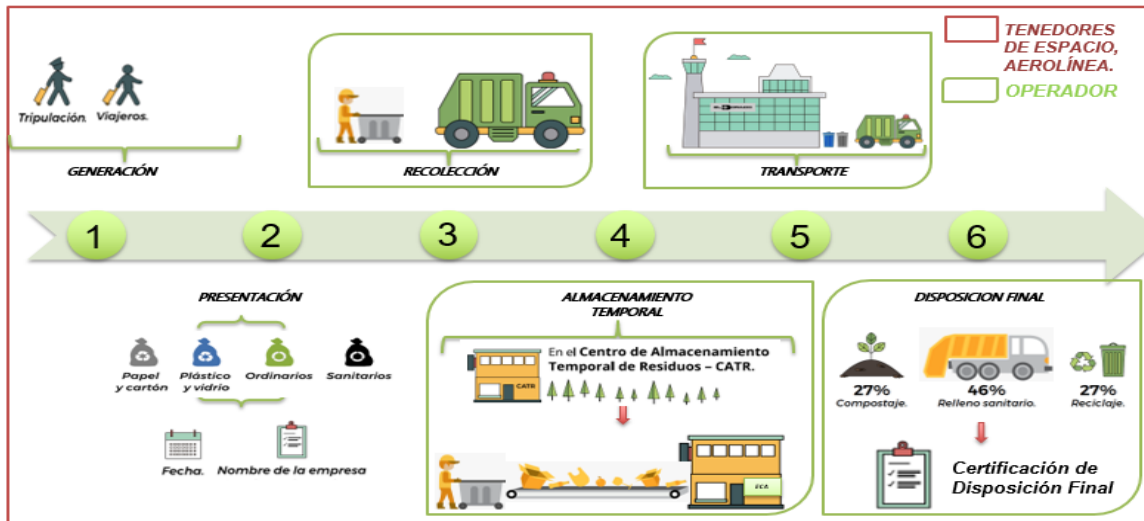 TENEDORES
DE ESPACIO,
AEROLÍNEA.
OPERADOR
Tripulación.
Viajeros.
GENERACIÓN
RECOLECCIÓN
TRANSPORTE
1
2
3
4
5
6
PRESENTACIÓN
Papel
y cartón
Plástico
y vidrio
Ordinarios
Sanitarios
Fecha.
Nombre de la empresa
ALMACENAMIENTO
TEMPORAL
En el Centro de Almacenamiento
Temporal de Residuos – CATR.
CATR
ECA
DISPOSICION FINAL
27%
Compostaje.
46%
Relleno sanitario.
27%
Reciclaje.
Certificación de
Disposición Final